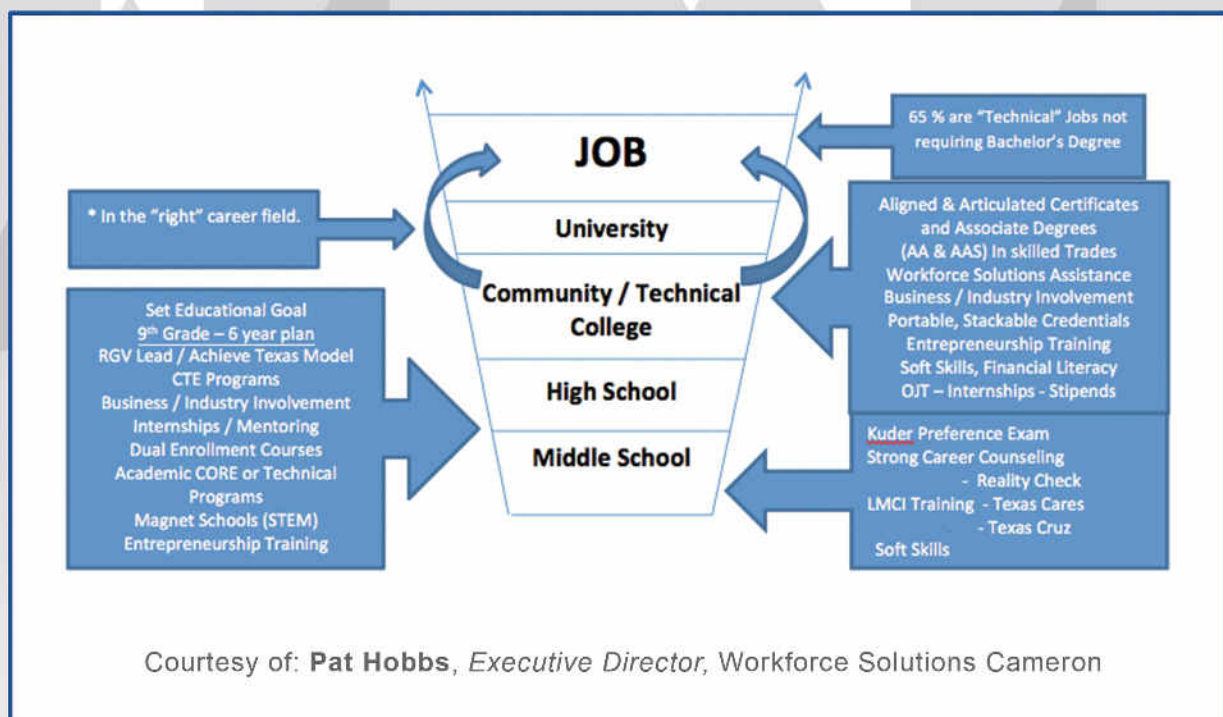 JOB
University
Community / Technical
College
High School
Middle School
* In the "right" career field.
Set Educational Goal
9th Grade – 6 year plan
RGV Lead / Achieve Texas Model
CTE Programs
Business / Industry Involvement
Internships / Mentoring
Dual Enrollment Courses
Academic CORE or Technical
Programs
Magnet Schools (STEM)
Entrepreneurship Training
65 % are "Technical" Jobs not
requiring Bachelor's Degree
Aligned & Articulated Certificates
and Associate Degrees
(AA & AAS) In skilled Trades
Workforce Solutions Assistance
Business / Industry Involvement
Portable, Stackable Credentials
Entrepreneurship Training
Soft Skills, Financial Literacy
OJT – Internships - Stipends
Kuder Preference Exam
Strong Career Counseling
- Reality Check
LMCI Training - Texas Cares
- Texas Cruz
Soft Skills
Courtesy of: Pat Hobbs, Executive Director, Workforce Solutions Cameron